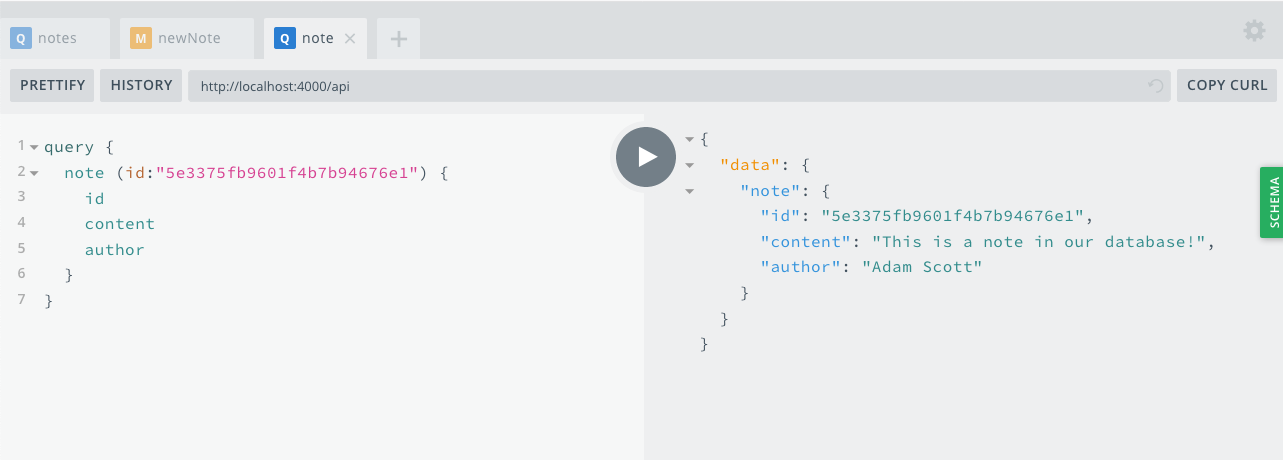 Q notes
M newNote
Q note × +
PRETTIFY HISTORY http://localhost:4000/api COPY CURL
1 query {
2 note (id:"5e3375fb9601f4b7b94676e1") {
3 id
4 content
5 author
6 }
7 }
{
"data": {
"note": {
"id": "5e3375fb9601f4b7b94676e1",
"content": "This is a note in our database!",
"author": "Adam Scott"
}
}
}
SCHEMA